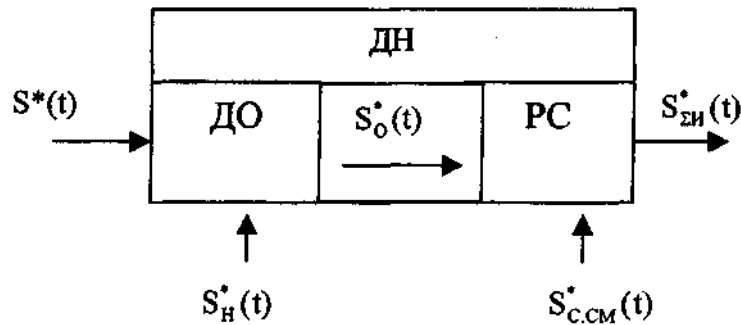 ДН
S*(t)
ДО
S*О(t)
РС
S*ΣИ(t)
S*Н(t)
S*С.СМ(t)